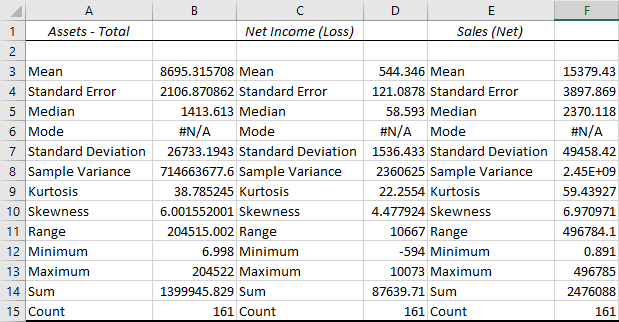 A B C D E F
1 Assets - Total Net Income (Loss) Sales (Net)
2
3 Mean 8695.315708 Mean 544.346 Mean 15379.43
4 Standard Error 2106.870862 Standard Error 121.0878 Standard Error 3897.869
5 Median 1413.613 Median 58.593 Median 2370.118
6 Mode #N/A Mode #N/A Mode #N/A
7 Standard Deviation 26733.1943 Standard Deviation 1536.433 Standard Deviation 49458.42
8 Sample Variance 714663677.6 Sample Variance 2360625 Sample Variance 2.45E+09
9 Kurtosis 38.785245 Kurtosis 22.2554 Kurtosis 59.43927
10 Skewness 6.001552001 Skewness 4.477924 Skewness 6.970971
11 Range 204515.002 Range 10667 Range 496784.1
12 Minimum 6.998 Minimum -594 Minimum 0.891
13 Maximum 204522 Maximum 10073 Maximum 496785
14 Sum 1399945.829 Sum 87639.71 Sum 2476088
15 Count 161 Count 161 Count 161